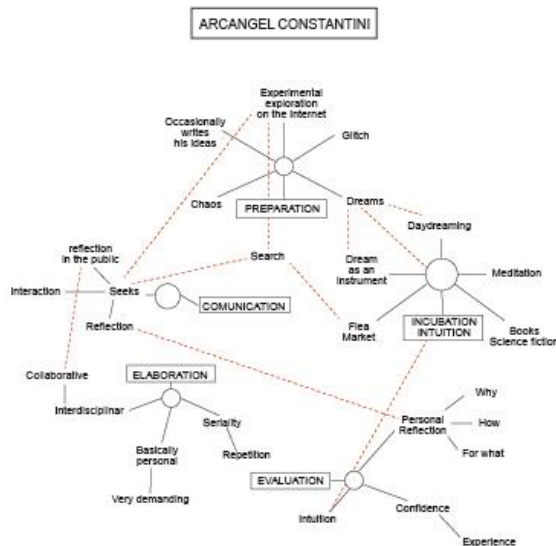 ARCANGEL CONSTANTINI
Experimental
exploration
on the Internet
Occasionally
writes
his ideas
Glitch
Chaos
PREPARATION
Dreams
Daydreaming
reflection
in the public
Search
Dream
as an
Instrument
Meditation
Interaction
Seeks
COMUNICATION
Reflection
Flea
Market
INCUBATION
INTUITION
Books
Science fiction
Collaborative
ELABORATION
Interdisciplinar
Seriality
Repetition
Basically
personal
Very demanding
Why
Personal
Reflection
How
For what
EVALUATION
Intuition
Confidence
Experience